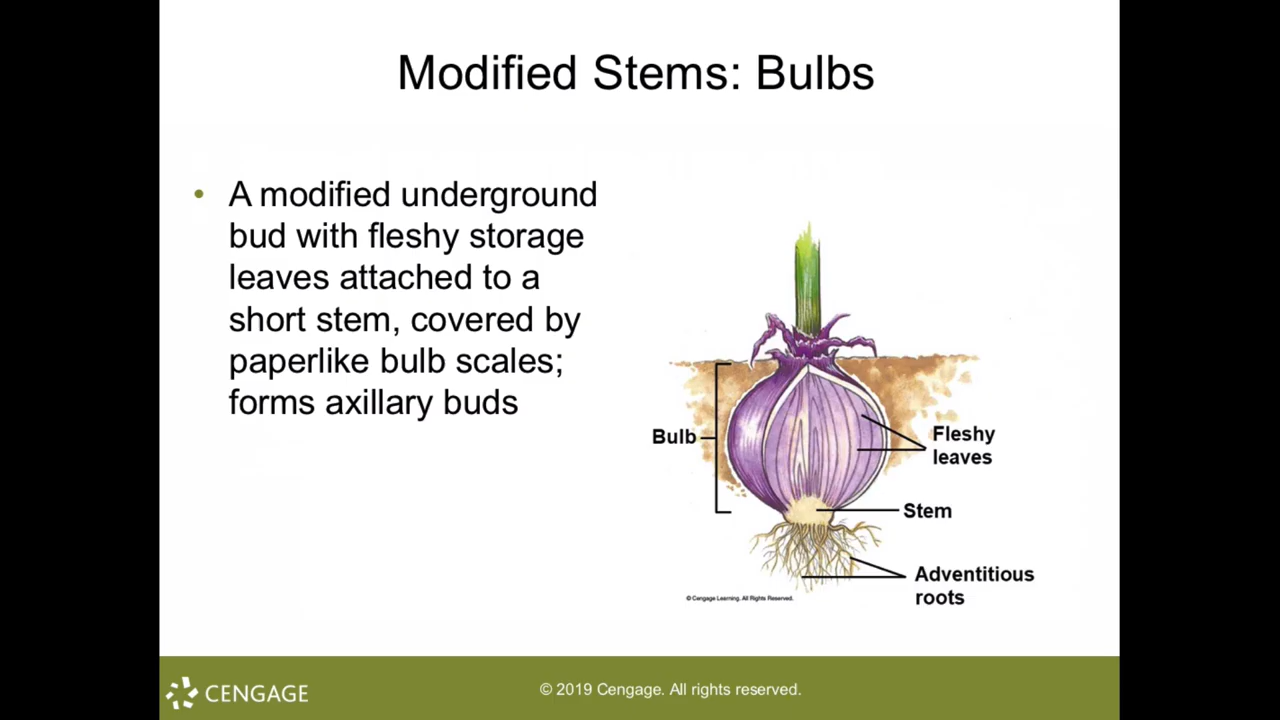 Modified Stems: Bulbs
• A modified underground
bud with fleshy storage
leaves attached to a
short stem, covered by
paperlike bulb scales;
forms axillary buds
Bulb
Fleshy
leaves
Stem
Adventitious
roots
© Cengage Learning. All Rights Reserved.
CENGAGE
© 2019 Cengage. All rights reserved.